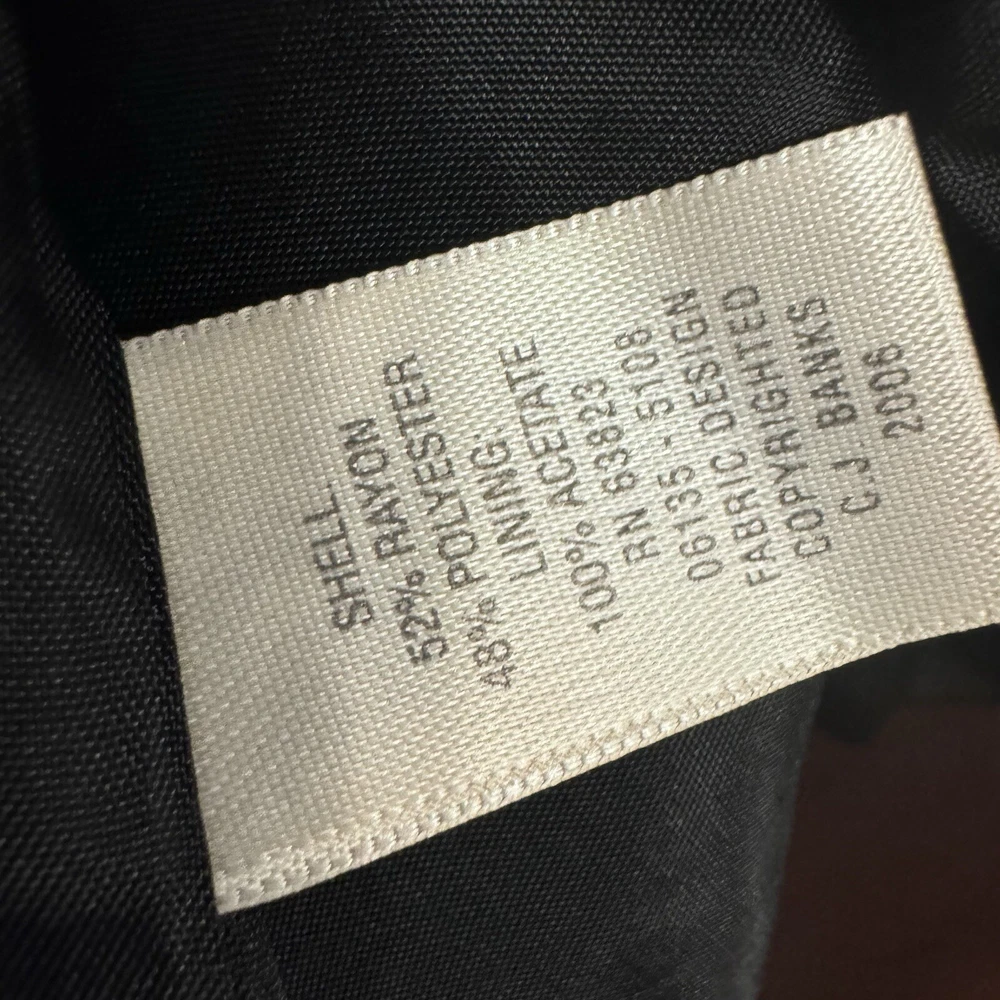 SHELL
52% RAYON
48% POLYESTER
LINING:
100% ACETATE
RN 63823
06135 - 5108
FABRIC DESIGN
COPYRIGHTED
C.J. BANKS
2006